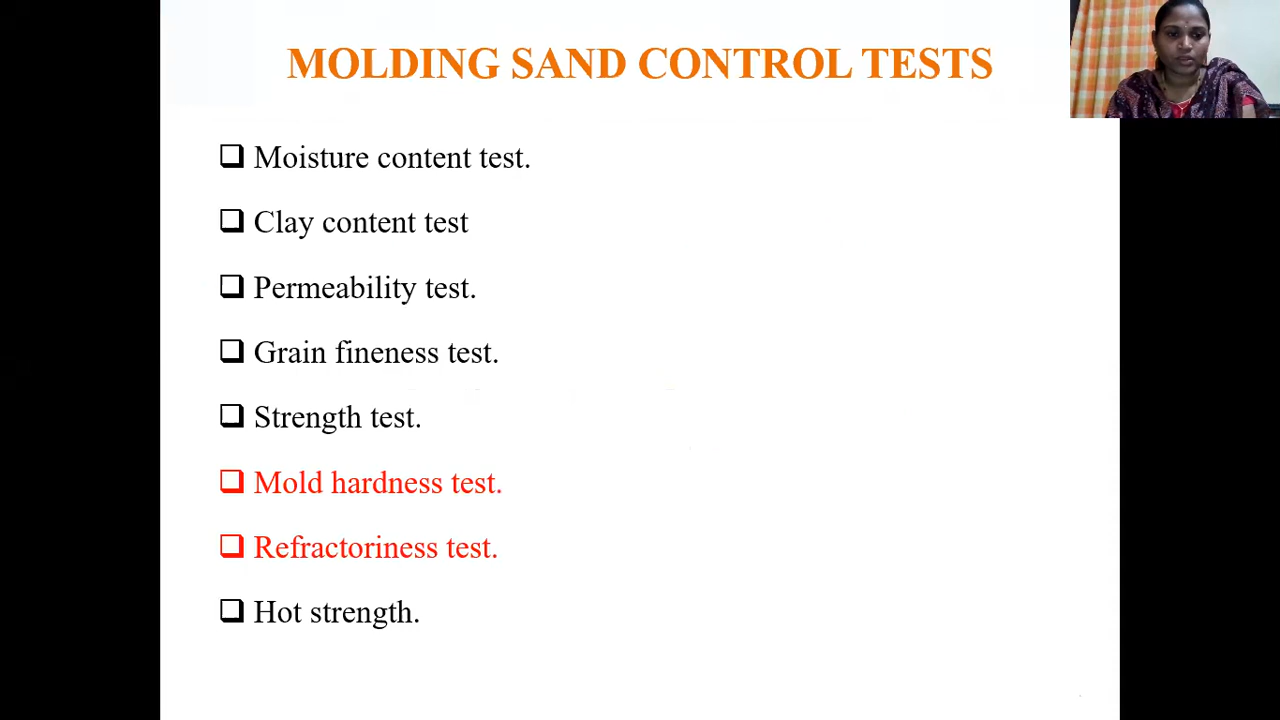 MOLDING SAND CONTROL TESTS
Moisture content test.
Clay content test
Permeability test.
Grain fineness test.
Strength test.
Mold hardness test.
Refractoriness test.
Hot strength.